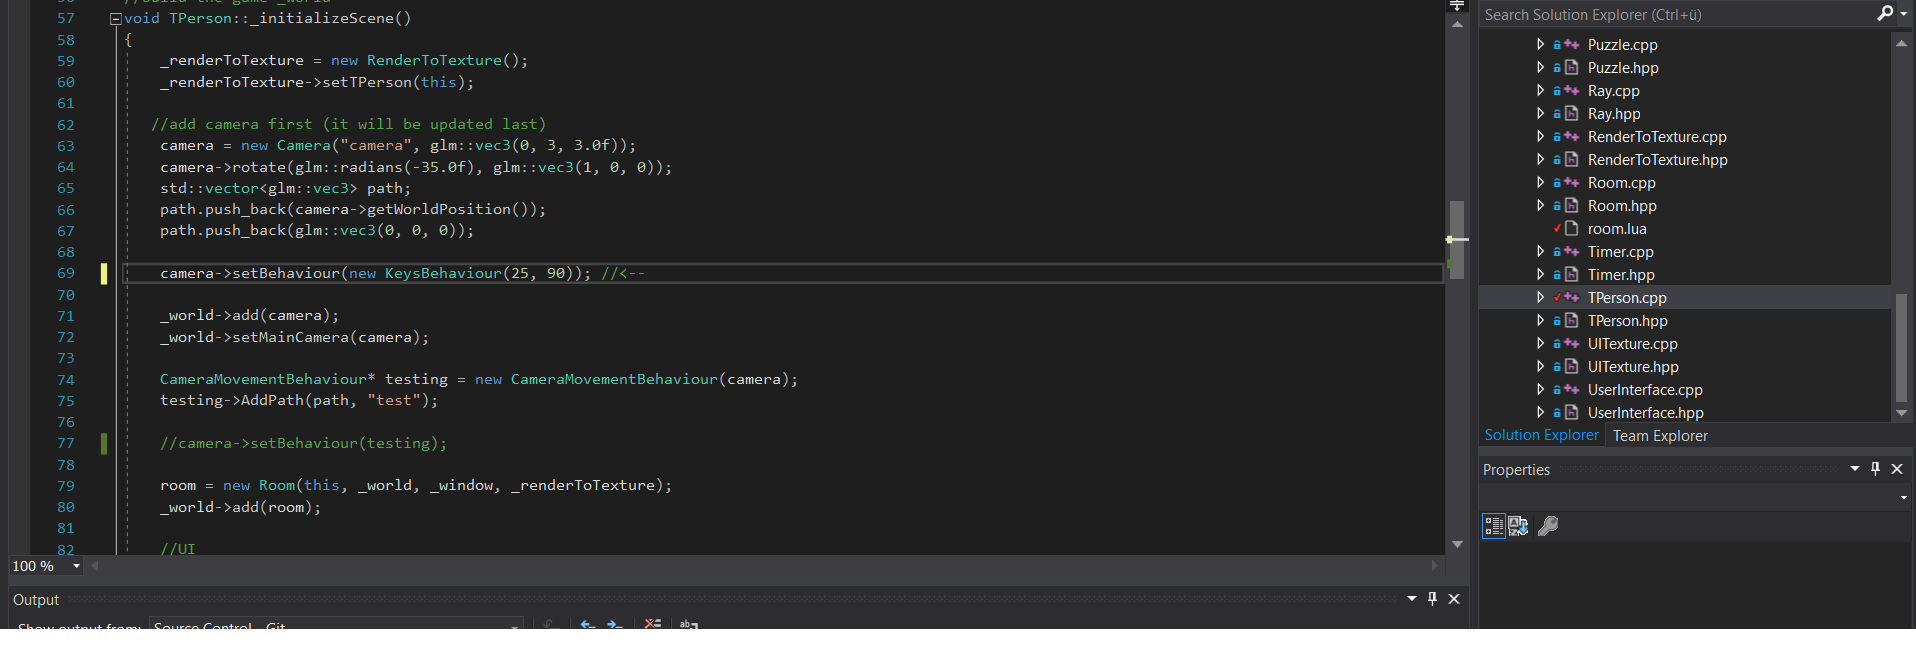 56 //build the game _world
57 void TPerson::_initializeScene()
58 {
59 _renderToTexture = new RenderToTexture();
60 _renderToTexture->setTPerson(this);
61
62 //add camera first (it will be updated last)
63 camera = new Camera("camera", glm::vec3(0, 3, 3.0f));
64 camera->rotate(glm::radians(-35.0f), glm::vec3(1, 0, 0));
65 std::vector<glm::vec3> path;
66 path.push_back(camera->getWorldPosition());
67 path.push_back(glm::vec3(0, 0, 0));
68
69 camera->setBehaviour(new KeysBehaviour(25, 90)); //<--
70
71 _world->add(camera);
72 _world->setMainCamera(camera);
73
74 CameraMovementBehaviour* testing = new CameraMovementBehaviour(camera);
75 testing->AddPath(path, "test");
76
77 //camera->setBehaviour(testing);
78
79 room = new Room(this, _world, _window, _renderToTexture);
80 _world->add(room);
81
82 //UI
100 %
Output
Show output from: Source Control - Git
Search Solution Explorer (Ctrl+ü)
Puzzle.cpp
Puzzle.hpp
Ray.cpp
Ray.hpp
RenderToTexture.cpp
RenderToTexture.hpp
Room.cpp
Room.hpp
room.lua
Timer.cpp
Timer.hpp
TPerson.cpp
TPerson.hpp
UITexture.cpp
UITexture.hpp
UserInterface.cpp
UserInterface.hpp
Solution Explorer Team Explorer
Properties